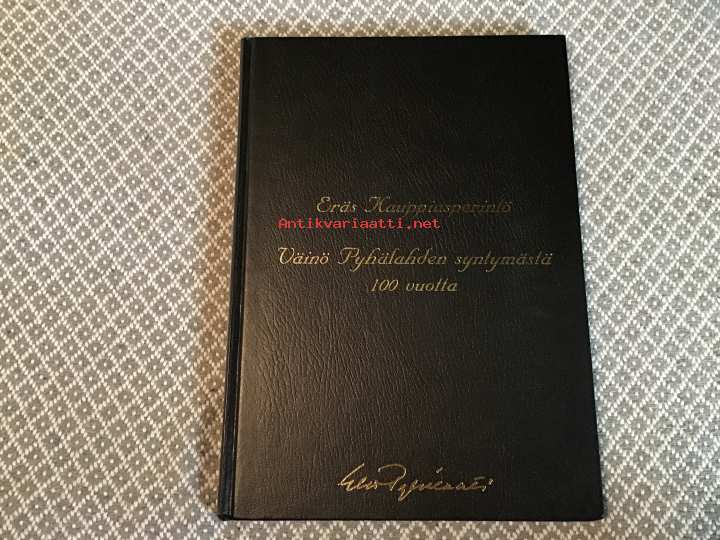 Eräs Kauppiasperintö
Antikvariaatti.net
Väinö Pyhälahden syntymästä
100 vuotta